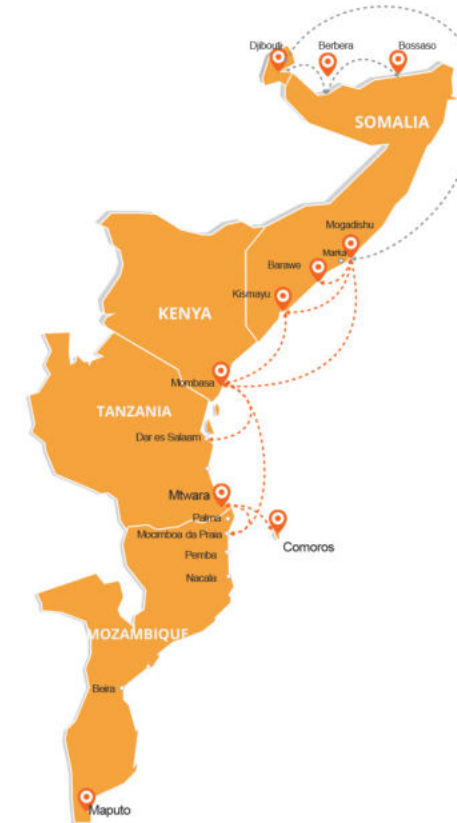 Djibouti
Berbera
Bossaso
SOMALIA
Mogadishu
Marka
Barawe
Kismayu
KENYA
Mombasa
TANZANIA
Dar es Salaam
Mtwara
Palma
Mocimboa da Praia
Comoros
Pemba
Nacala
MOZAMBIQUE
Beira
Maputo